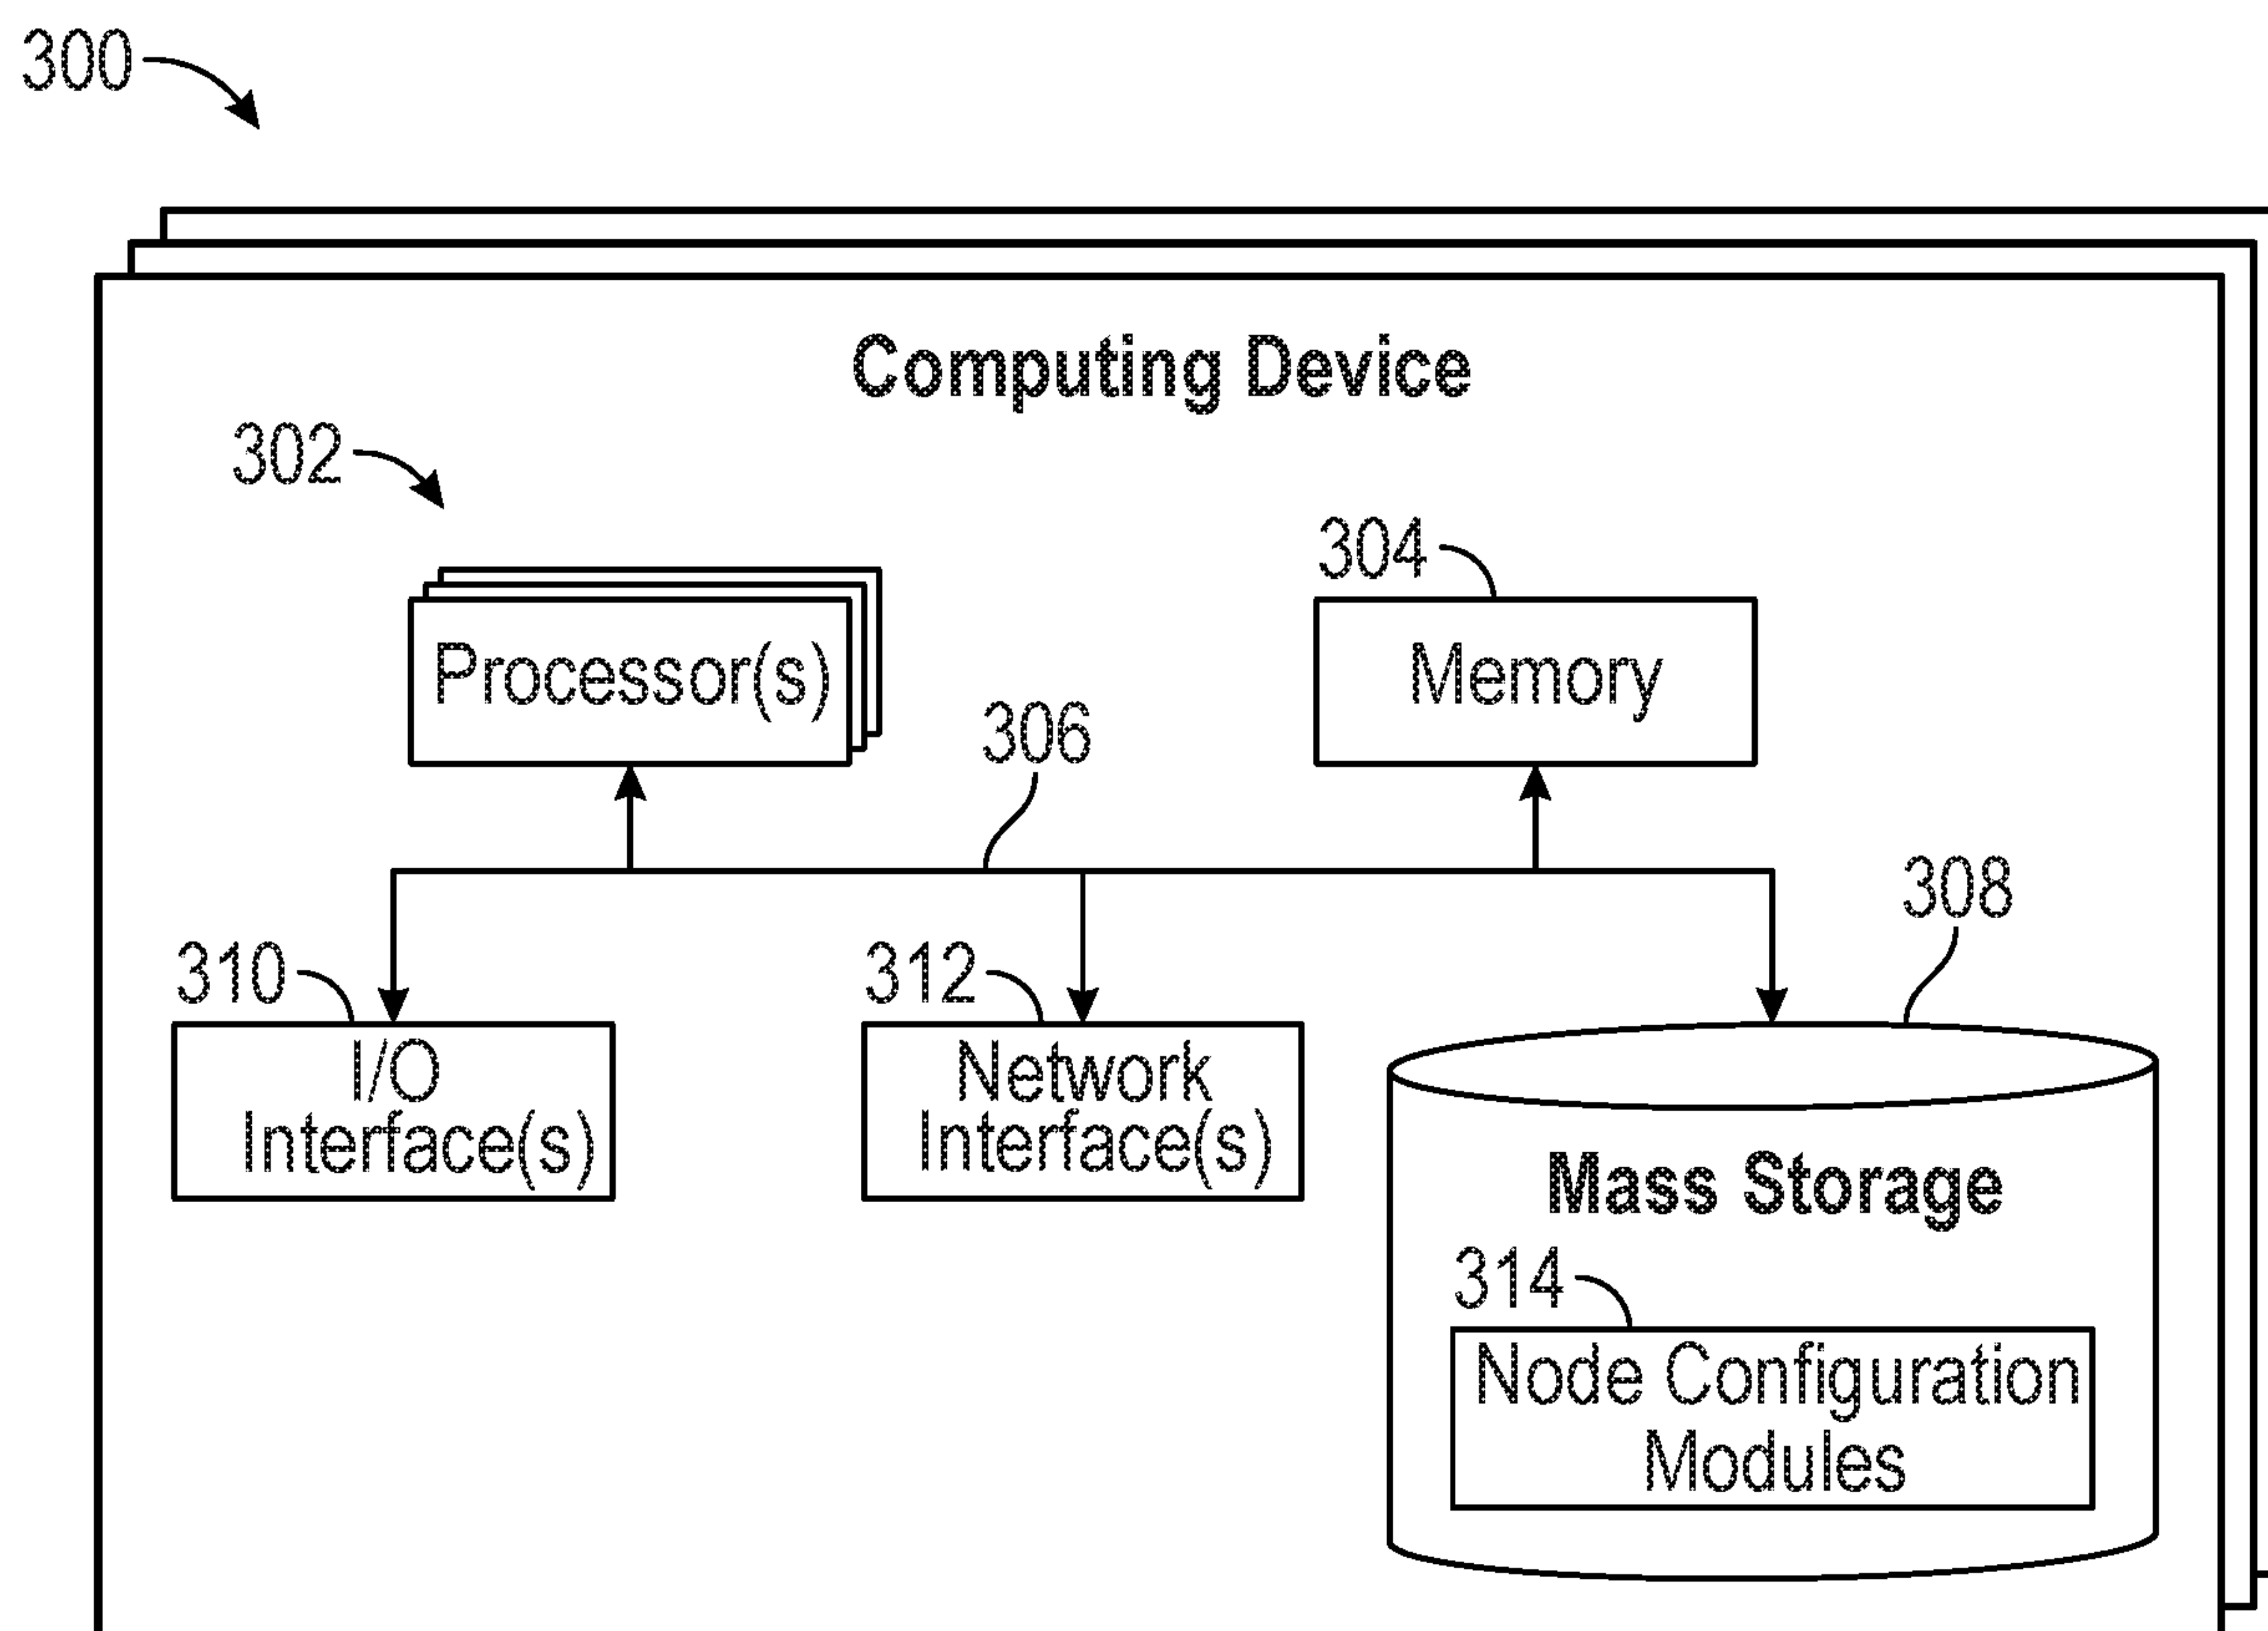 300
Computing Device
302
304
Processor(s)
Memory
306
308
310
312
I/O
Interface(s)
Network
Interface(s)
Mass Storage
314
Node Configuration
Modules